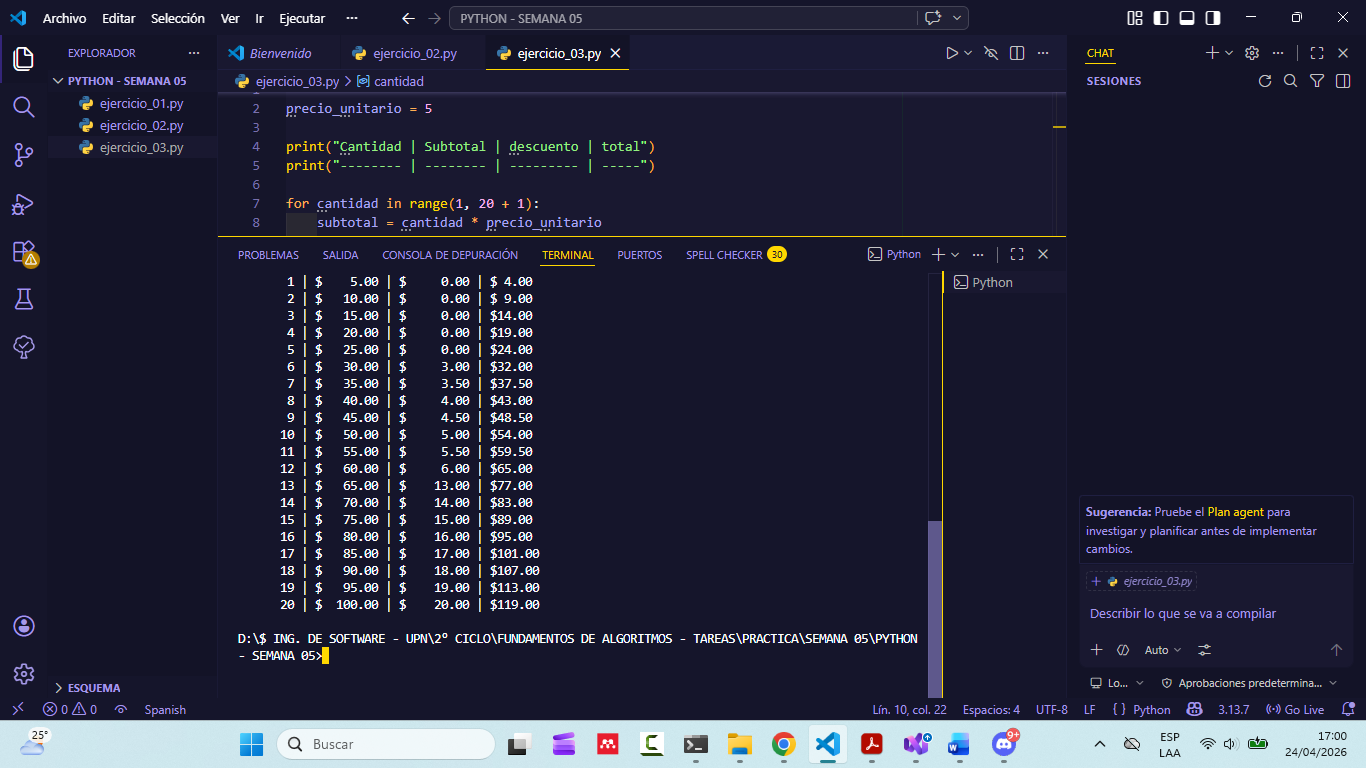 Archivo Editar Selección Ver Ir Ejecutar ··· PYTHON - SEMANA 05
EXPLORADOR ···
PYTHON - SEMANA 05
ejercicio_01.py
ejercicio_02.py
ejercicio_03.py
ESQUEMA
Bienvenido ejercicio_02.py ejercicio_03.py
ejercicio_03.py > cantidad
2 precio_unitario = 5
3
4 print("Cantidad | Subtotal | descuento | total")
5 print("-------- | -------- | --------- | -----")
6
7 for cantidad in range(1, 20 + 1):
8 subtotal = cantidad * precio_unitario
PROBLEMAS SALIDA CONSOLA DE DEPURACIÓN TERMINAL PUERTOS SPELL CHECKER 30 Python
Python
1 | $ 5.00 | $ 0.00 | $ 4.00
2 | $ 10.00 | $ 0.00 | $ 9.00
3 | $ 15.00 | $ 0.00 | $14.00
4 | $ 20.00 | $ 0.00 | $19.00
5 | $ 25.00 | $ 0.00 | $24.00
6 | $ 30.00 | $ 3.00 | $32.00
7 | $ 35.00 | $ 3.50 | $37.50
8 | $ 40.00 | $ 4.00 | $43.00
9 | $ 45.00 | $ 4.50 | $48.50
10 | $ 50.00 | $ 5.00 | $54.00
11 | $ 55.00 | $ 5.50 | $59.50
12 | $ 60.00 | $ 6.00 | $65.00
13 | $ 65.00 | $ 13.00 | $77.00
14 | $ 70.00 | $ 14.00 | $83.00
15 | $ 75.00 | $ 15.00 | $89.00
16 | $ 80.00 | $ 16.00 | $95.00
17 | $ 85.00 | $ 17.00 | $101.00
18 | $ 90.00 | $ 18.00 | $107.00
19 | $ 95.00 | $ 19.00 | $113.00
20 | $ 100.00 | $ 20.00 | $119.00
D:\$ ING. DE SOFTWARE - UPN\2º CICLO\FUNDAMENTOS DE ALGORITMOS - TAREAS\PRACTICA\SEMANA 05\PYTHON
- SEMANA 05>
CHAT
SESIONES
Sugerencia: Pruebe el Plan agent para
investigar y planificar antes de implementar
cambios.
ejercicio_03.py
Describir lo que se va a compilar
Auto
Lo... Aprobaciones predetermina...
0 0 Spanish Lín. 10, col. 22 Espacios: 4 UTF-8 LF { } Python 3.13.7 Go Live
25° Buscar 9+ ESP
LAA
17:00
24/04/2026